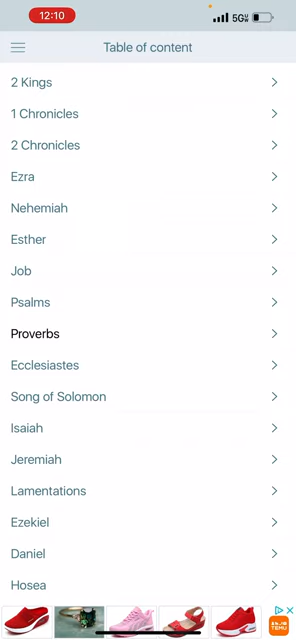 12:10
5G
Table of content
2 Kings
1 Chronicles
2 Chronicles
Ezra
Nehemiah
Esther
Job
Psalms
Proverbs
Ecclesiastes
Song of Solomon
Isaiah
Jeremiah
Lamentations
Ezekiel
Daniel
Hosea
TEMU